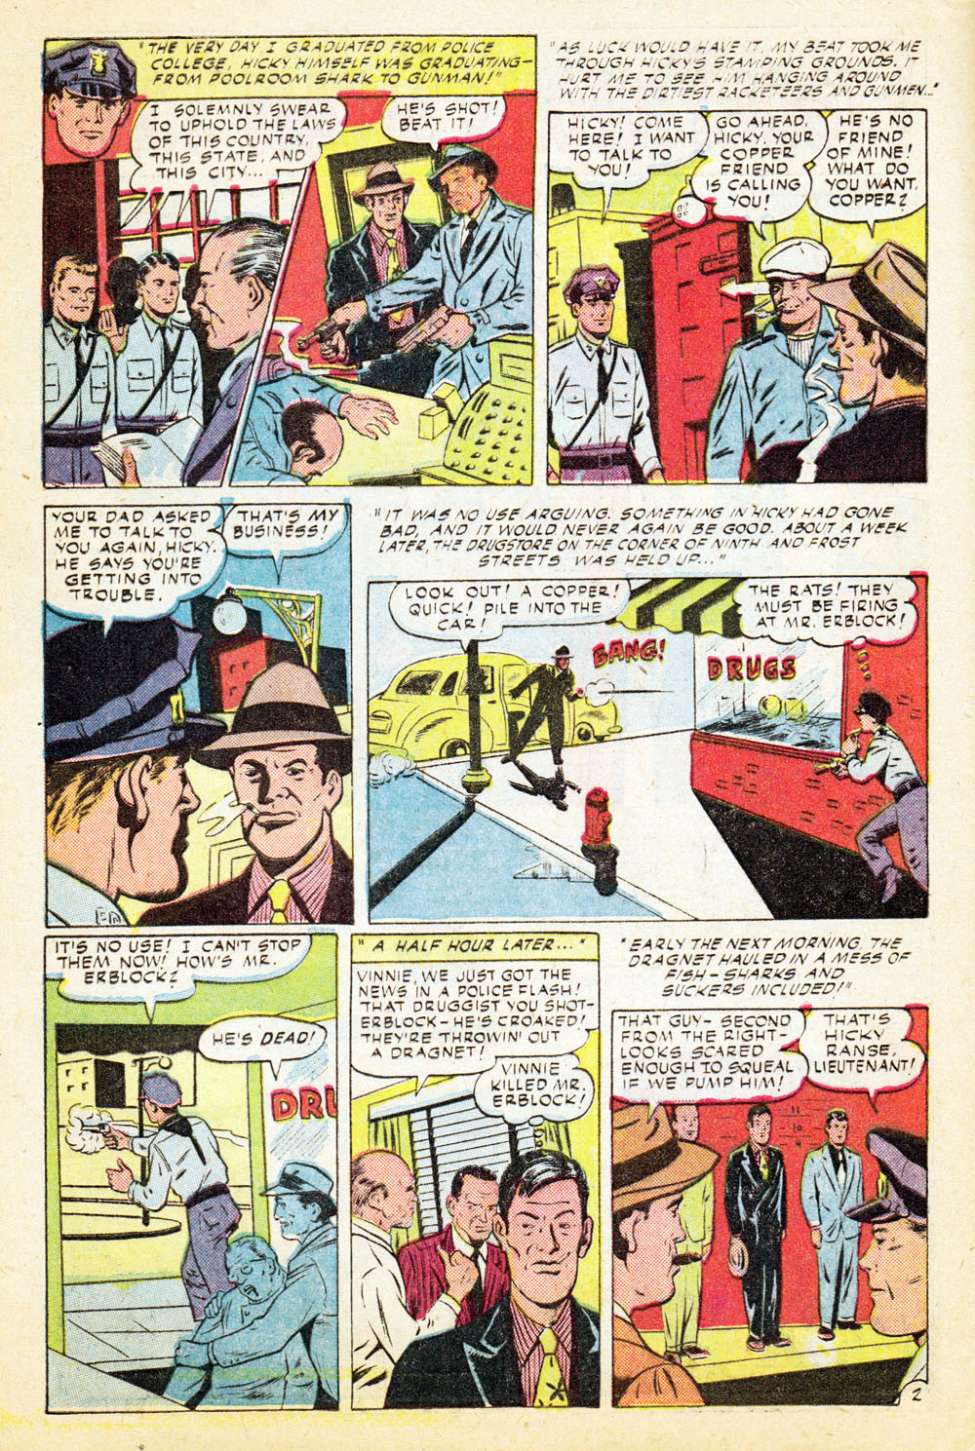 "THE VERY DAY I GRADUATED FROM POLICE
COLLEGE, HICKY HIMSELF WAS GRADUATING—
FROM POOLROOM SHARK TO GUNMAN!"
I SOLEMNLY SWEAR
TO UPHOLD THE LAWS
OF THIS COUNTRY,
THIS STATE, AND
THIS CITY...
HE'S SHOT!
BEAT IT!
"AS LUCK WOULD HAVE IT, MY BEAT TOOK ME
THROUGH HICKY'S STAMPING GROUNDS. IT
HURT ME TO SEE HIM HANGING AROUND
WITH THE DIRTIEST RACKETEERS AND GUNMEN..."
HICKY! COME
HERE! I WANT
TO TALK TO
YOU!
GO AHEAD,
HICKY, YOUR
COPPER
FRIEND
IS CALLING
YOU!
HE'S NO
FRIEND
OF MINE!
WHAT DO
YOU WANT,
COPPER?
YOUR DAD ASKED
ME TO TALK TO
YOU AGAIN, HICKY.
HE SAYS YOU'RE
GETTING INTO
TROUBLE.
THAT'S MY
BUSINESS!
"IT WAS NO USE ARGUING. SOMETHING IN HICKY HAD GONE
BAD, AND IT WOULD NEVER AGAIN BE GOOD. ABOUT A WEEK
LATER, THE DRUGSTORE ON THE CORNER OF NINTH AND FROST
STREETS WAS HELD UP..."
LOOK OUT! A COPPER!
QUICK! PILE INTO THE
CAR!
BANG!
THE RATS! THEY
MUST BE FIRING
AT MR. ERBLOCK!
DRUGS
IT'S NO USE! I CAN'T STOP
THEM NOW! HOW'S MR.
ERBLOCK?
HE'S DEAD!
DRU
"A HALF HOUR LATER..."
VINNIE, WE JUST GOT THE
NEWS IN A POLICE FLASH!
THAT DRUGGIST YOU SHOT—
ERBLOCK—HE'S CROAKED!
THEY'RE THROWIN' OUT
A DRAGNET!
VINNIE
KILLED MR.
ERBLOCK!
"EARLY THE NEXT MORNING, THE
DRAGNET HAULED IN A MESS OF
FISH—SHARKS AND
SUCKERS INCLUDED!"
THAT GUY—SECOND
FROM THE RIGHT—
LOOKS SCARED
ENOUGH TO SQUEAL
IF WE PUMP HIM!
THAT'S
HICKY
RANSE,
LIEUTENANT!
11
10
2